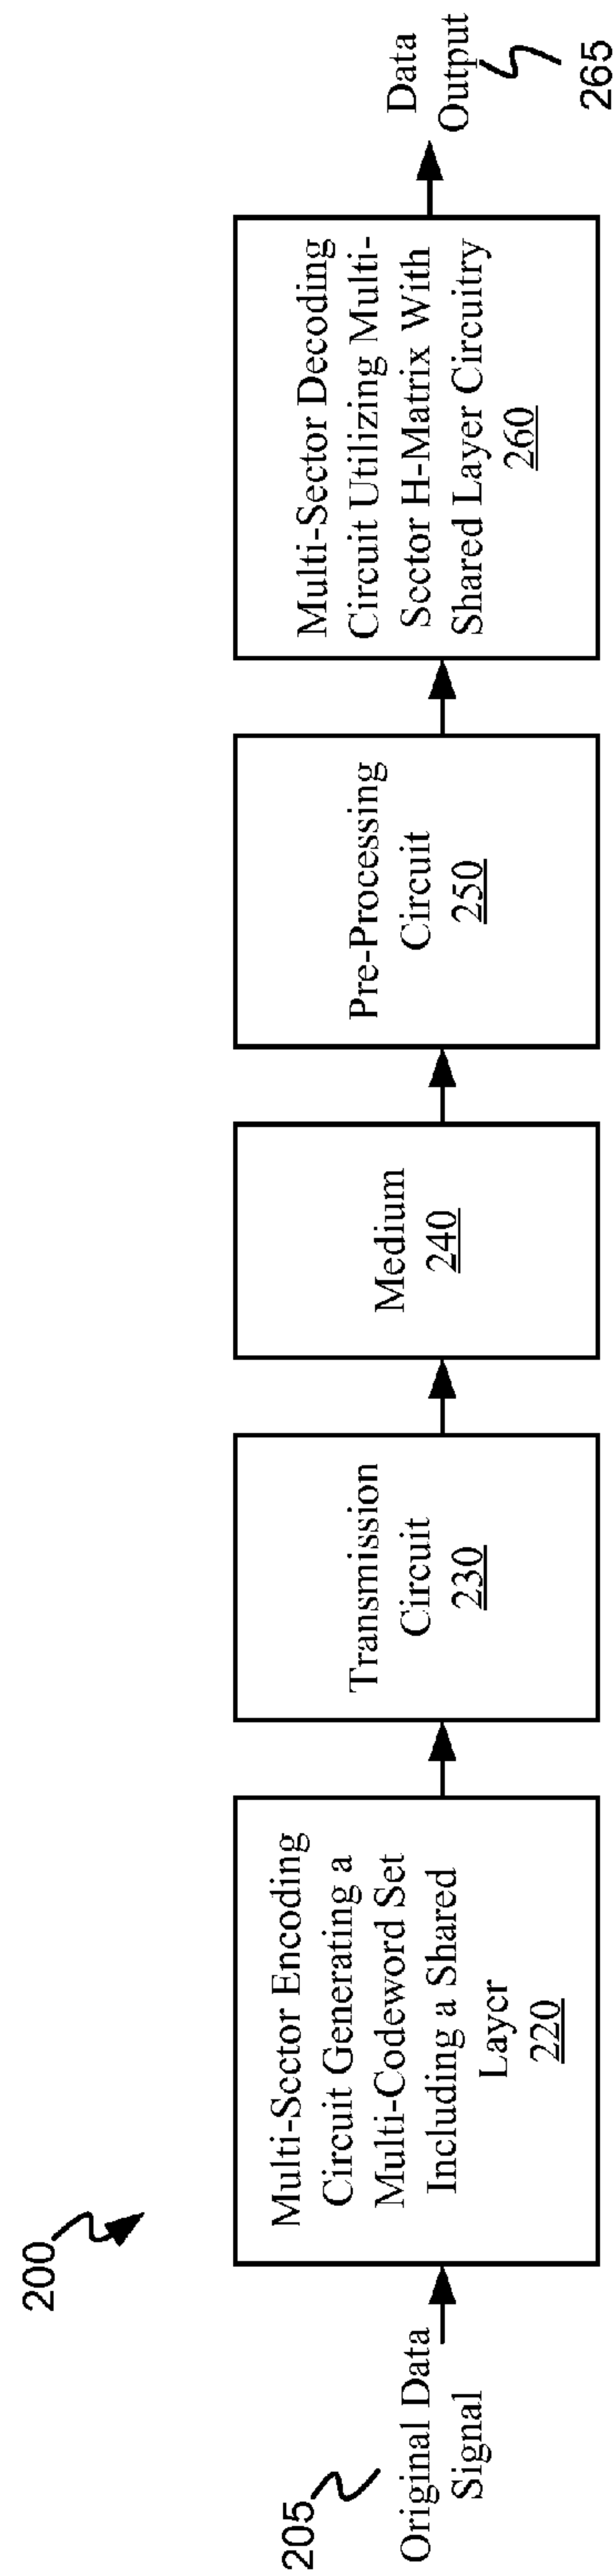 200
205
Original Data
Signal
Multi-Sector Encoding
Circuit Generating a
Multi-Codeword Set
Including a Shared
Layer
220
Transmission
Circuit
230
Medium
240
Pre-Processing
Circuit
250
Multi-Sector Decoding
Circuit Utilizing Multi-
Sector H-Matrix With
Shared Layer Circuitry
260
Data
Output
265